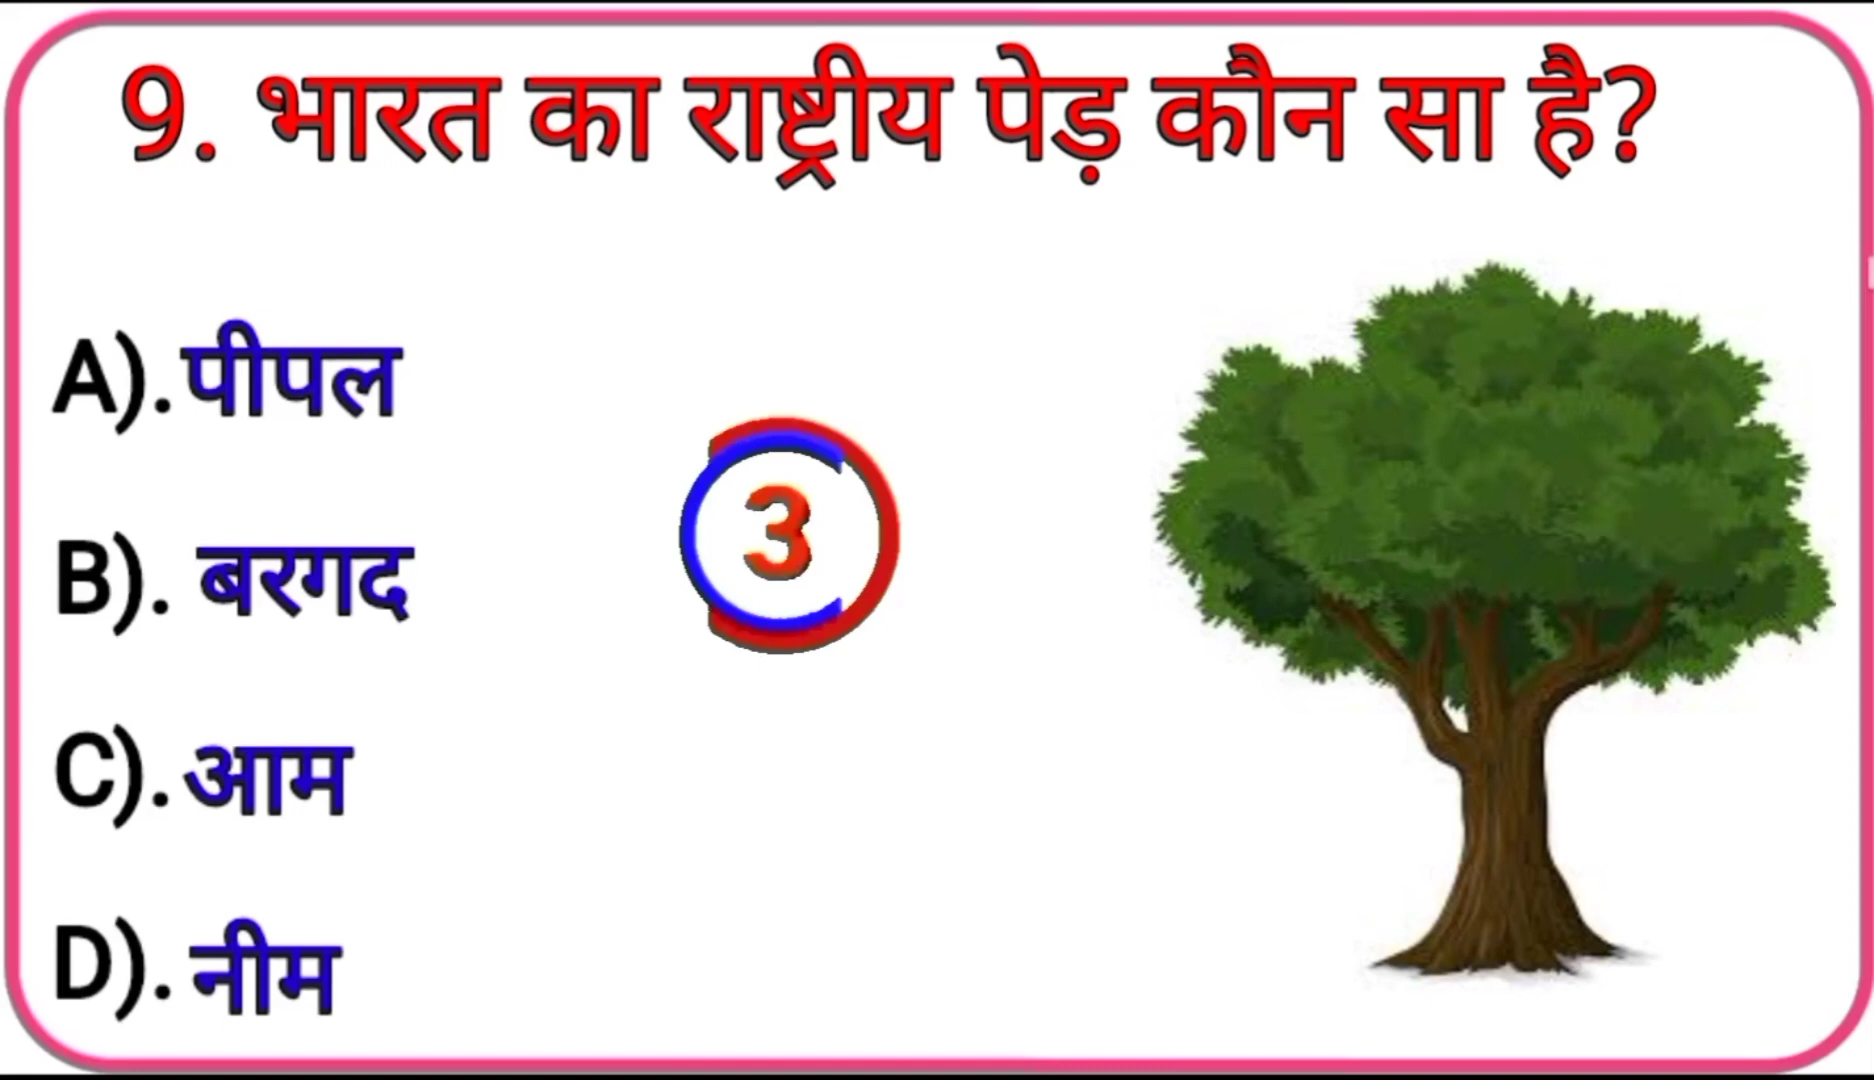 9. भारत का राष्ट्रीय पेड़ कौन सा है?
A). पीपल
B). बरगद
3
C). आम
D). नीम